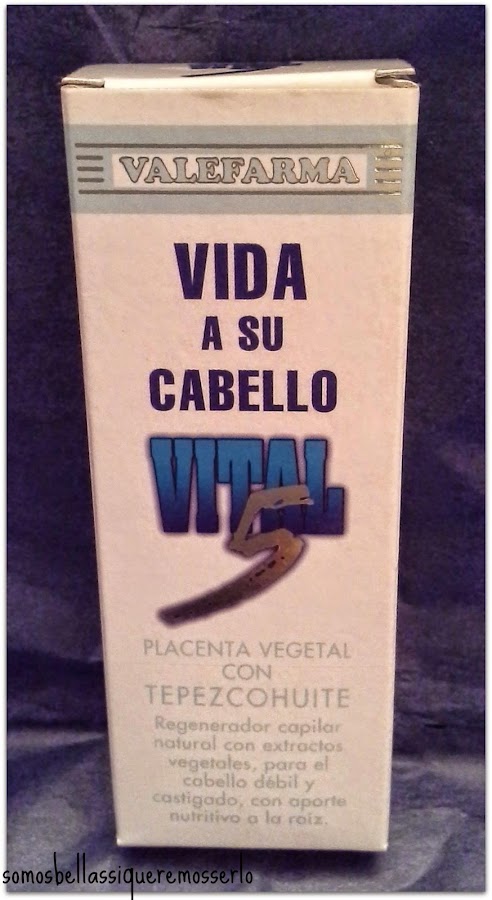 VALEFARMA
VIDA
A SU
CABELLO
VITAL
5
PLACENTA VEGETAL
CON
TEPEZCOHUITE
Regenerador capilar
natural con extractos
vegetales, para el
cabello débil y
castigado, con aporte
nutritivo a la raíz.
somosbellassiqueremosserlo